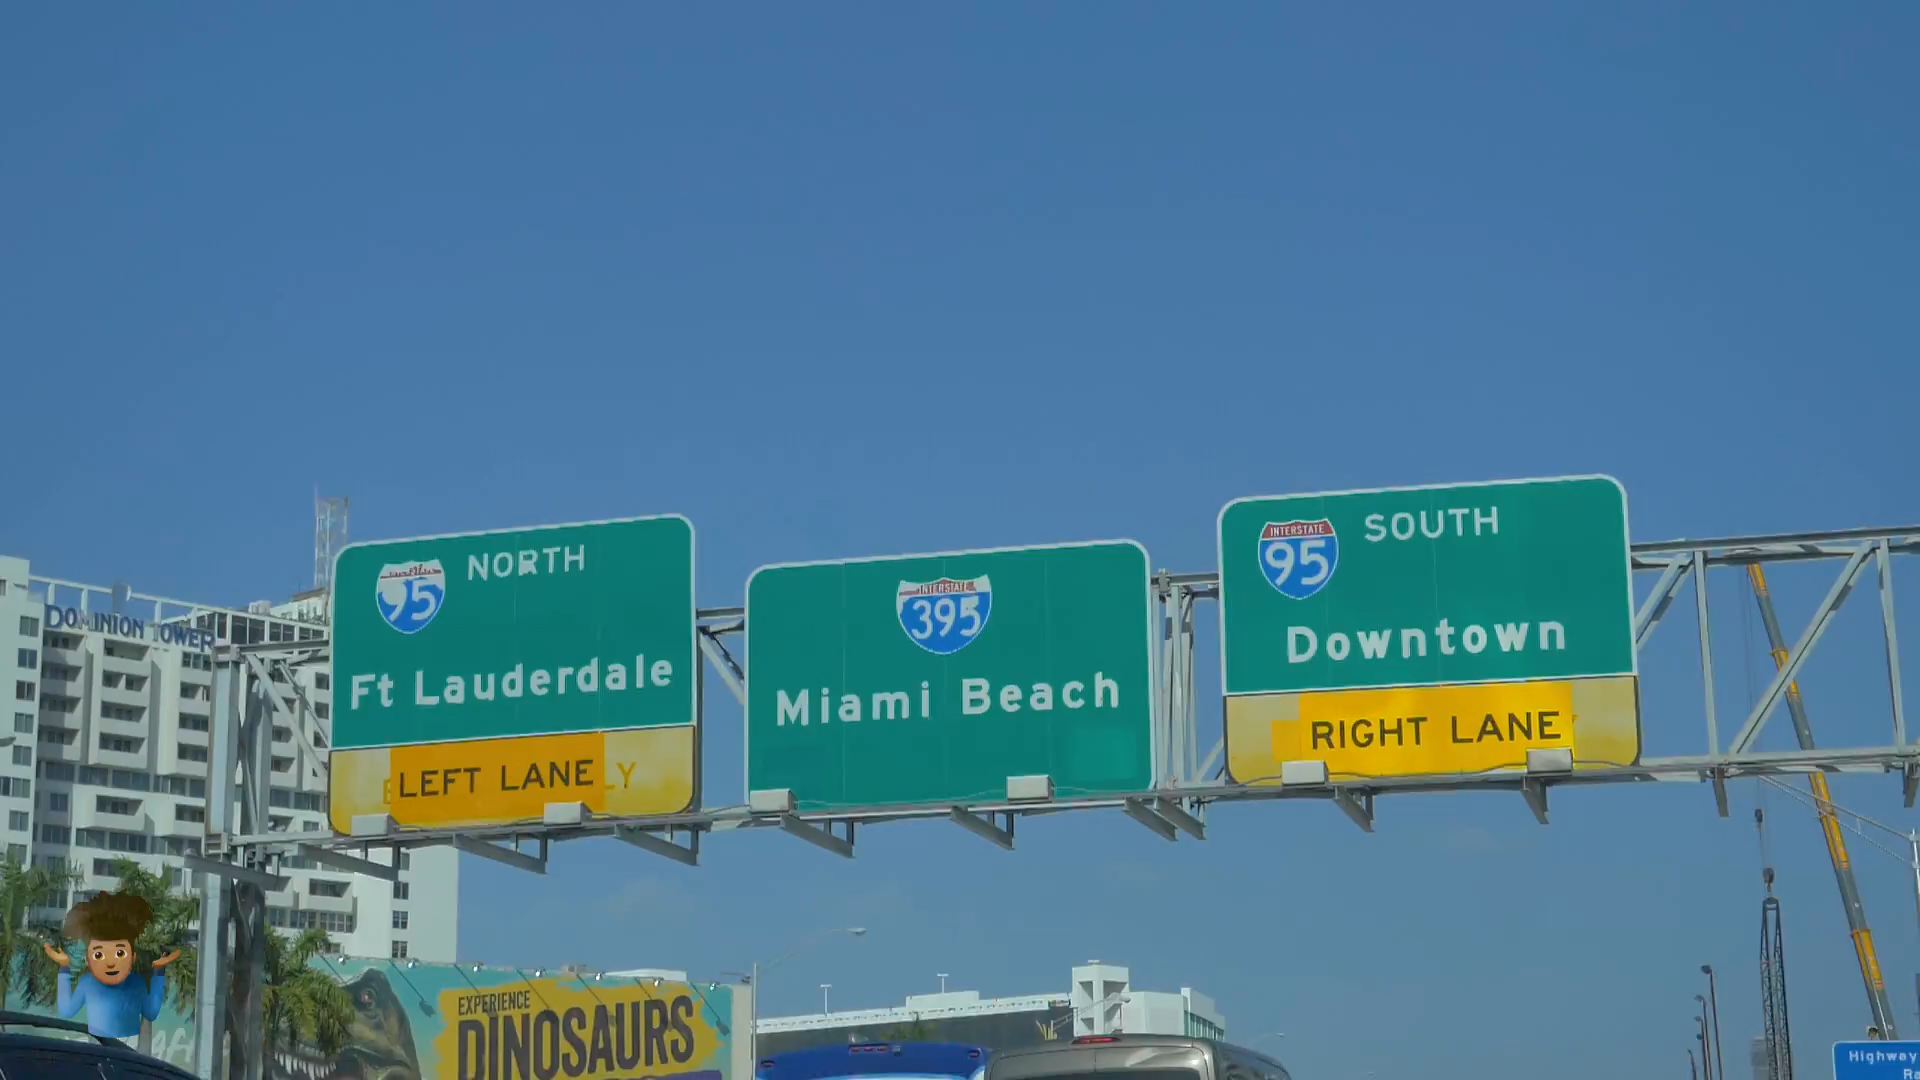 DOMINION TOWER
NORTH
95
Ft Lauderdale
LEFT LANE
INTERSTATE
395
Miami Beach
INTERSTATE
95
SOUTH
Downtown
RIGHT LANE
EXPERIENCE
DINOSAURS
Highway